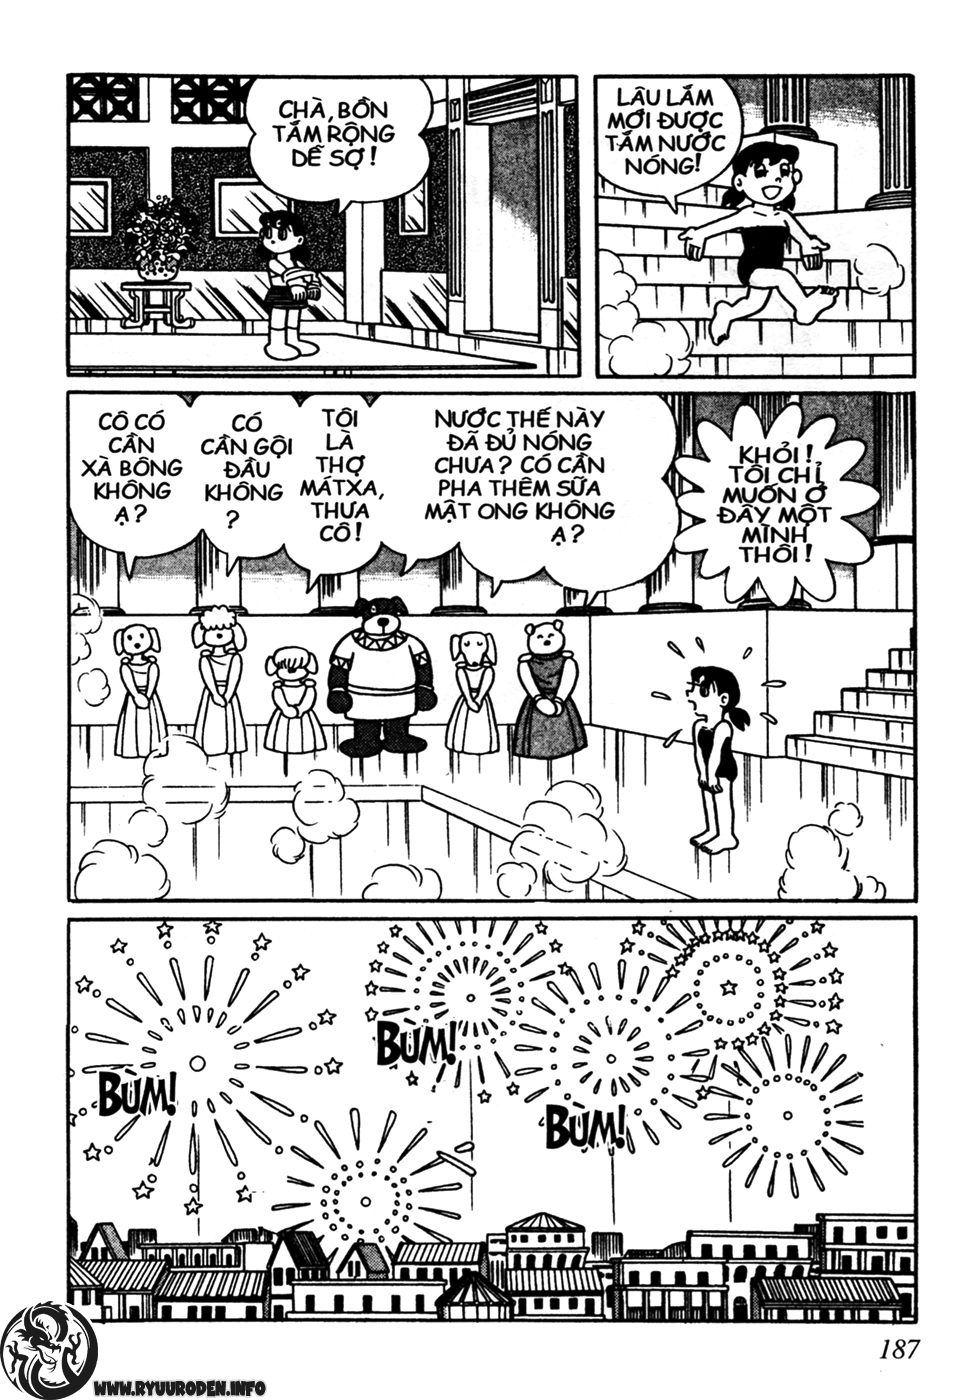 CHÀ, BỒN
TẮM RỘNG
DỄ SỢ!
LÂU LẮM
MỚI ĐƯỢC
TẮM NƯỚC
NÓNG!
CÔ CÓ
CẦN
XÀ BÔNG
KHÔNG
Ạ?
CÓ
CẦN GỘI
ĐẦU
KHÔNG
?
TÔI
LÀ
THỢ
MÁTXA,
THƯA
CÔ!
NƯỚC THẾ NÀY
ĐÃ ĐỦ NÓNG
CHƯA? CÓ CẦN
PHA THÊM SỮA
MẬT ONG KHÔNG
Ạ?
KHỎI!
TÔI CHỈ
MUỐN Ở
ĐÂY MỘT
MÌNH
THÔI!
BÙM!
BÙM!
BÙM!
187
WWW.RYUURODEN.INFO